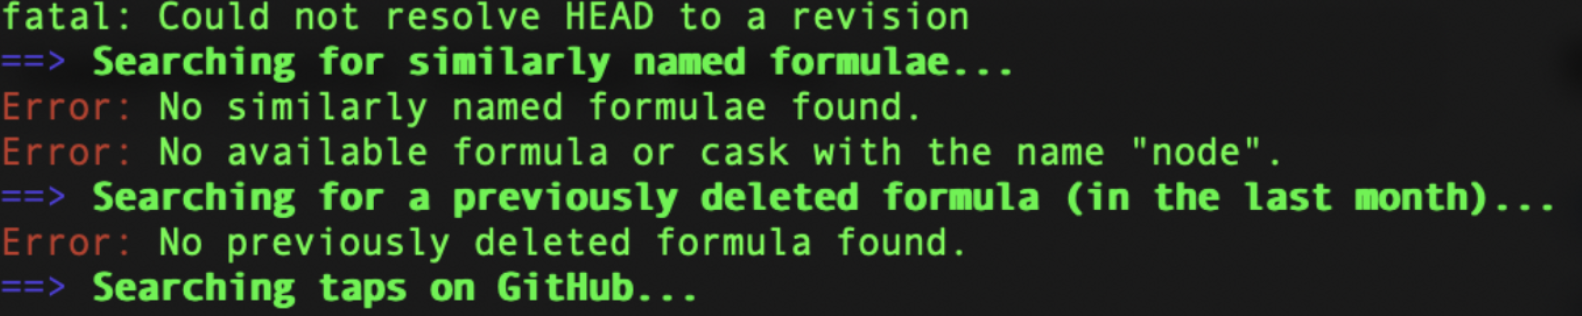 fatal: Could not resolve HEAD to a revision
==> Searching for similarly named formulae...
Error: No similarly named formulae found.
Error: No available formula or cask with the name "node".
==> Searching for a previously deleted formula (in the last month)...
Error: No previously deleted formula found.
==> Searching taps on GitHub...